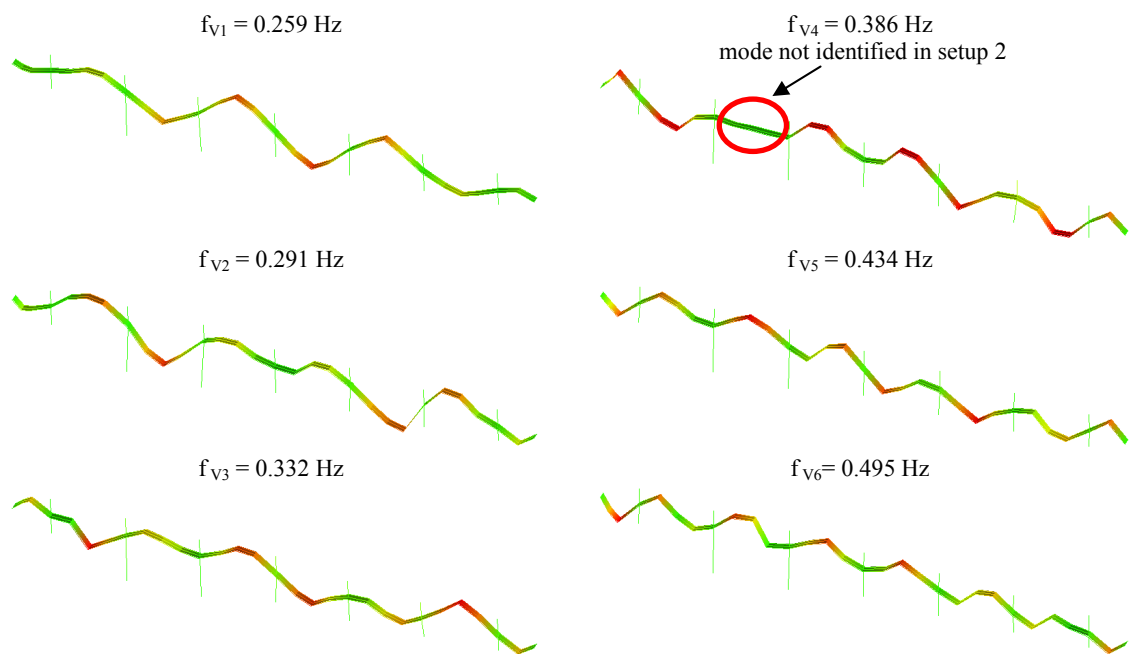 f V1 = 0.259 Hz
f V4 = 0.386 Hz
mode not identified in setup 2
f V2 = 0.291 Hz
f V5 = 0.434 Hz
f V3 = 0.332 Hz
f V6= 0.495 Hz